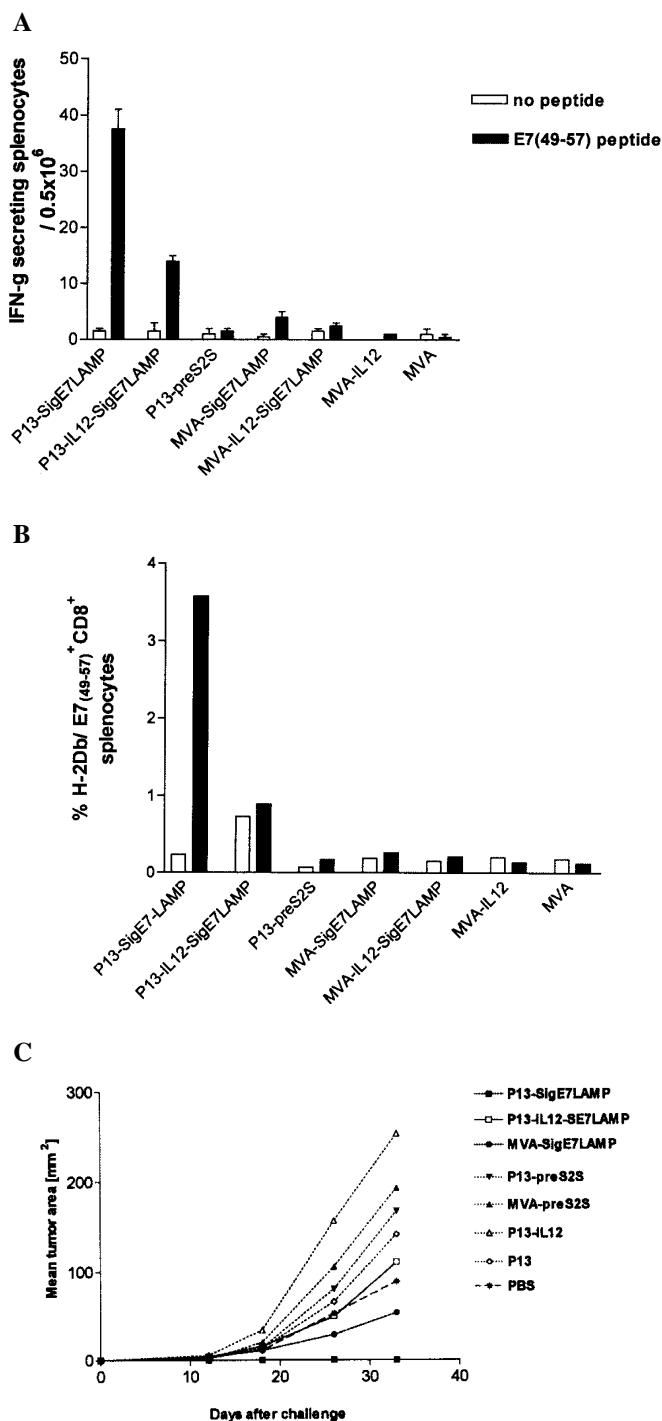 A
no peptide
E7(49-57) peptide
IFN-g secreting splenocytes
/ 0.5x10⁶
50
40
30
20
10
0
P13-SigE7LAMP
P13-IL12-SigE7LAMP
P13-preS2S
MVA-SigE7LAMP
MVA-IL12-SigE7LAMP
MVA-IL12
MVA
B
% H-2Db/ E7(49-57)⁺CD8⁺
splenocytes
4
3
2
1
0
P13-SigE7-LAMP
P13-IL12-SigE7LAMP
P13-preS2S
MVA-SigE7LAMP
MVA-IL12-SigE7LAMP
MVA-IL12
MVA
C
Mean tumor area [mm²]
300
200
100
0
0 10 20 30 40
Days after challenge
P13-SigE7LAMP
P13-IL12-SE7LAMP
MVA-SigE7LAMP
P13-preS2S
MVA-preS2S
P13-IL12
P13
PBS